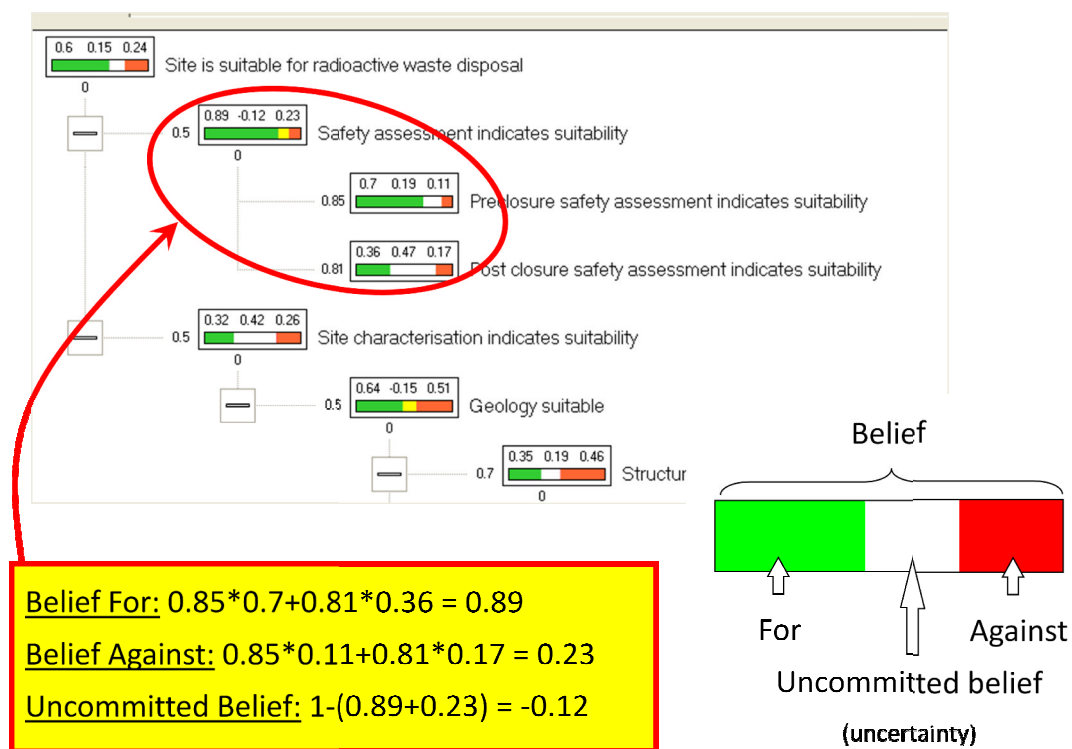 0.6 0.15 0.24
Site is suitable for radioactive waste disposal
0
0.5
0.89 -0.12 0.23
Safety assessment indicates suitability
0
0.85
0.7 0.19 0.11
Preclosure safety assessment indicates suitability
0.81
0.36 0.47 0.17
Post closure safety assessment indicates suitability
0.5
0.32 0.42 0.26
Site characterisation indicates suitability
0
0.5
0.64 -0.15 0.51
Geology suitable
0
0.7
0.35 0.19 0.46
Structur
0
Belief
For
Against
Uncommitted belief
(uncertainty)
Belief For: 0.85*0.7+0.81*0.36 = 0.89
Belief Against: 0.85*0.11+0.81*0.17 = 0.23
Uncommitted Belief: 1-(0.89+0.23) = -0.12